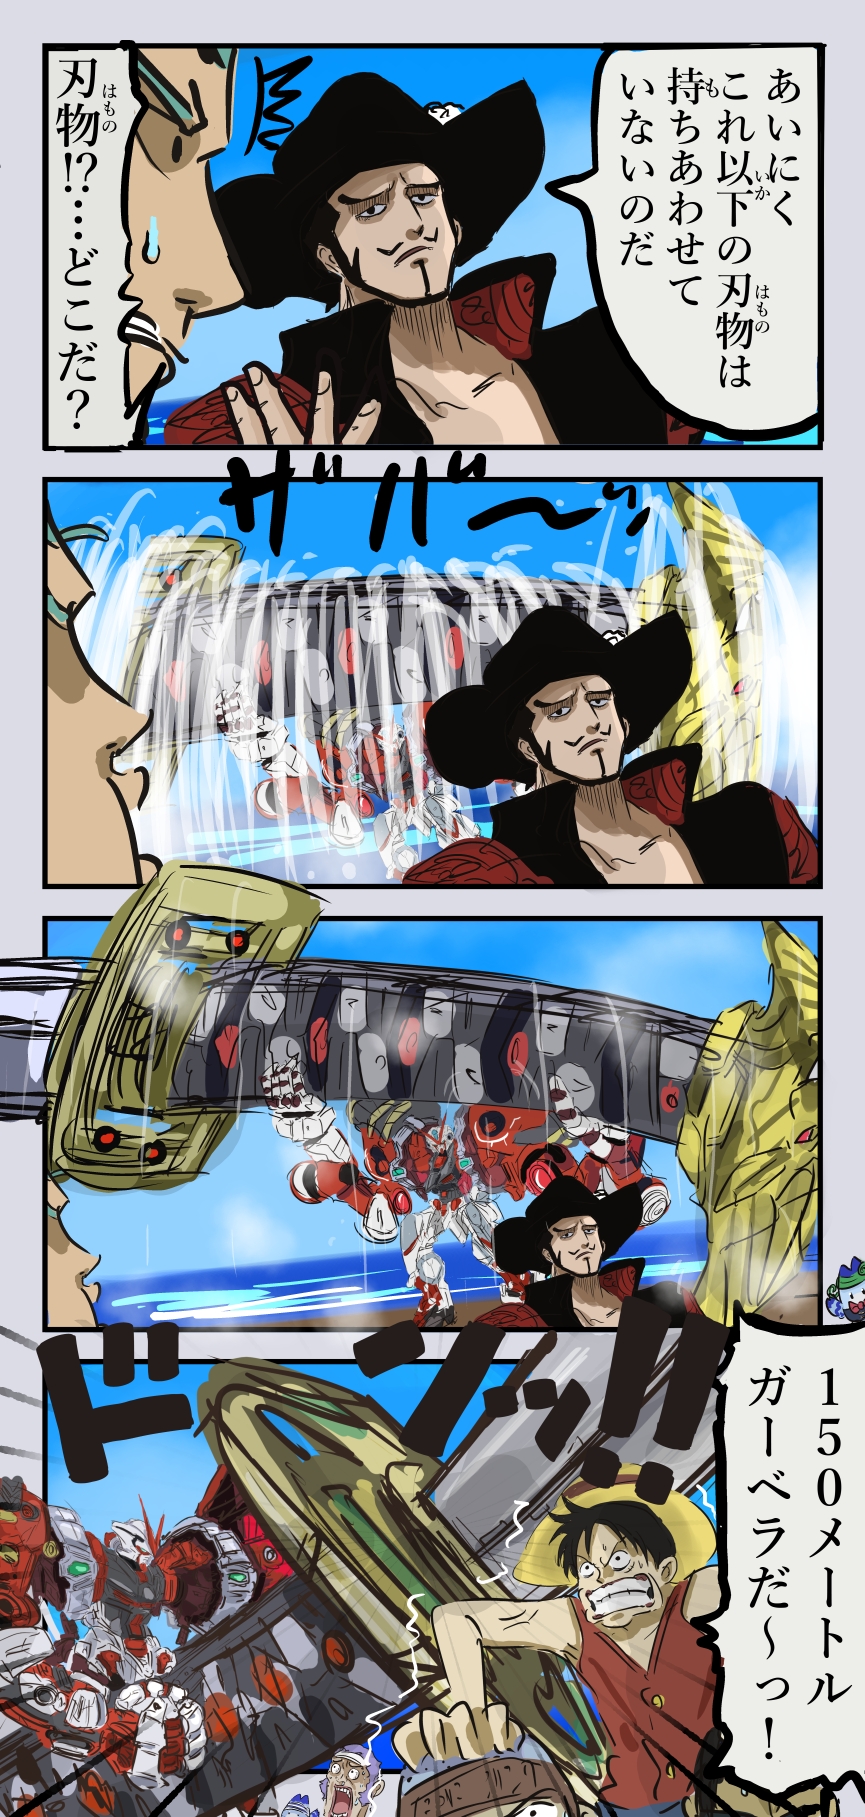 あいにく
これ以下の刃物は
持ちあわせて
いないのだ
刃物!?…どこだ？
ザバ〜ッ
ドンッ!!
150メートル
ガーベラだ〜っ！